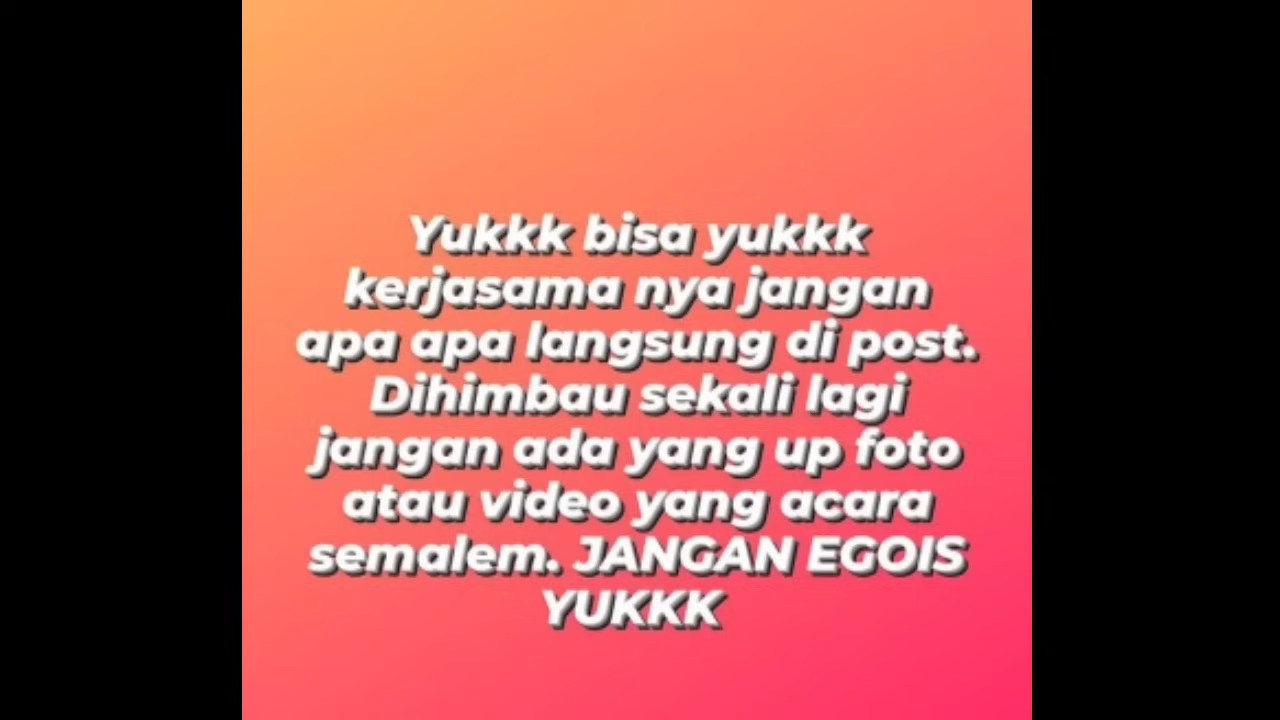 Yukkk bisa yukkk
kerjasama nya jangan
apa apa langsung di post.
Dihimbau sekali lagi
jangan ada yang up foto
atau video yang acara
semalem. JANGAN EGOIS
YUKKK